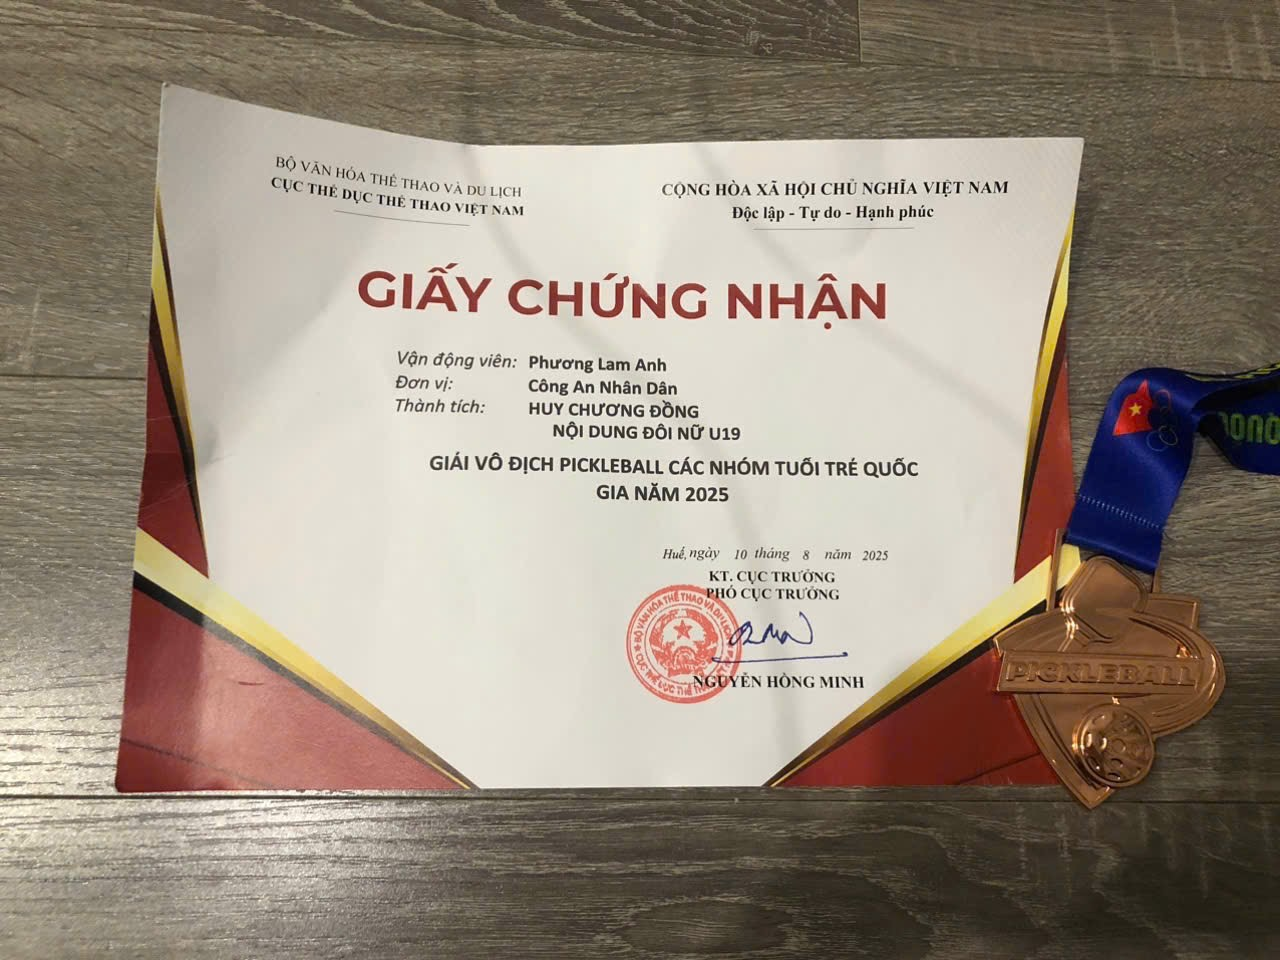 BỘ VĂN HÓA THỂ THAO VÀ DU LỊCH
CỤC THỂ DỤC THỂ THAO VIỆT NAM
CỘNG HÒA XÃ HỘI CHỦ NGHĨA VIỆT NAM
Độc lập - Tự do - Hạnh phúc
GIẤY CHỨNG NHẬN
Vận động viên: Phương Lam Anh
Đơn vị: Công An Nhân Dân
Thành tích: HUY CHƯƠNG ĐỒNG
NỘI DUNG ĐÔI NỮ U19
GIẢI VÔ ĐỊCH PICKLEBALL CÁC NHÓM TUỔI TRẺ QUỐC
GIA NĂM 2025
Huế, ngày 10 tháng 8 năm 2025
KT. CỤC TRƯỞNG
PHÓ CỤC TRƯỞNG
NGUYỄN HỒNG MINH
PICKLEBALL